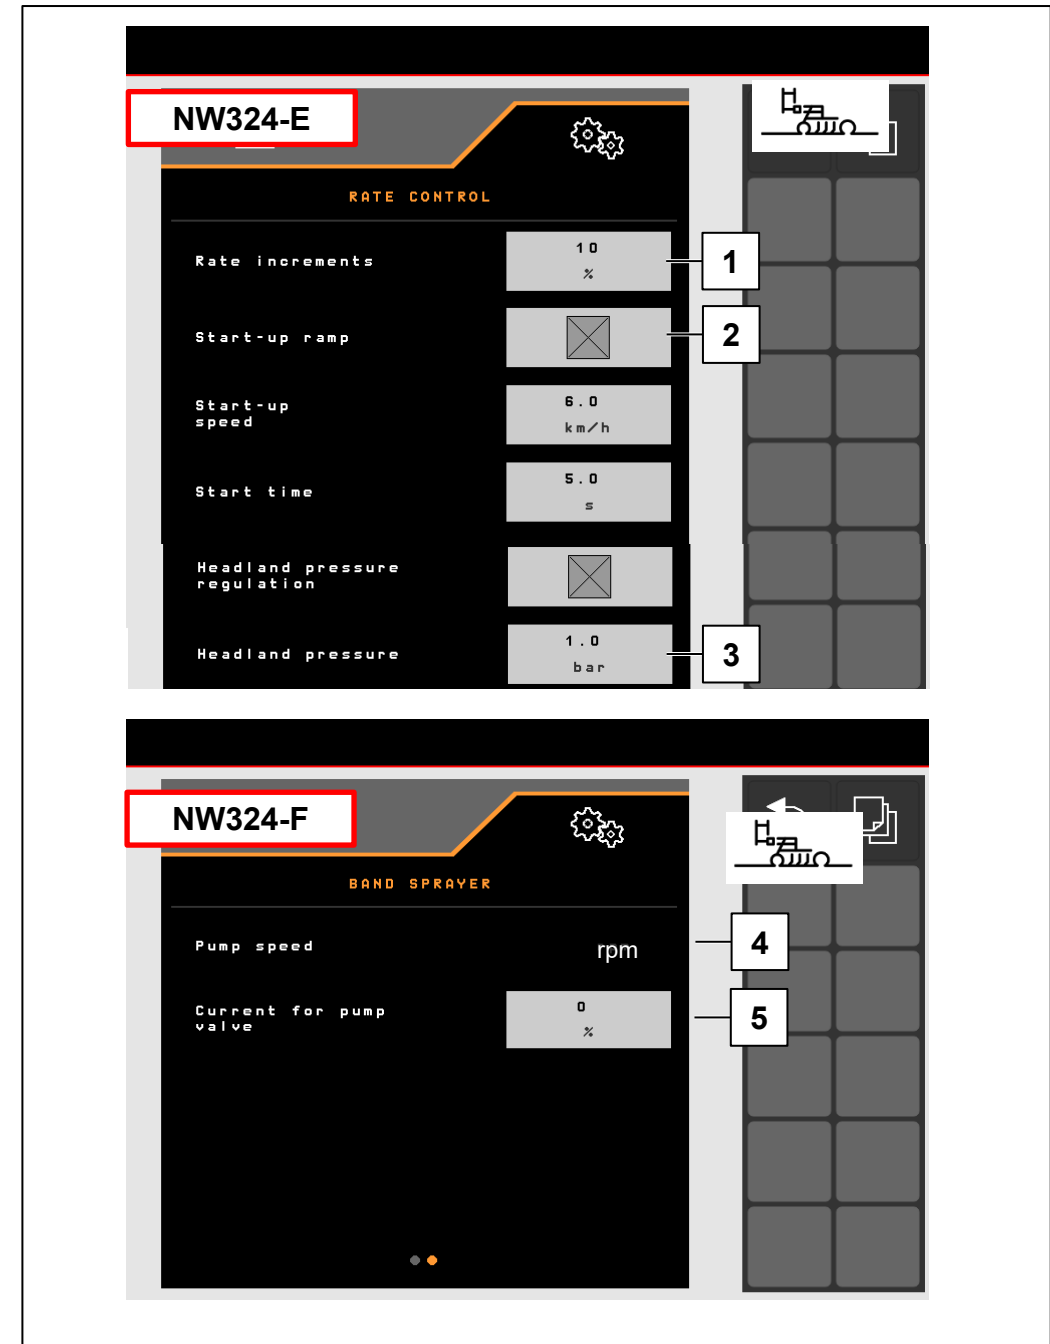 NW324-E
RATE CONTROL
Rate increments
10
%
1
Start-up ramp
2
Start-up
speed
6.0
km/h
Start time
5.0
s
Headland pressure
regulation
Headland pressure
1.0
bar
3
NW324-F
BAND SPRAYER
Pump speed
rpm
4
Current for pump
valve
0
%
5